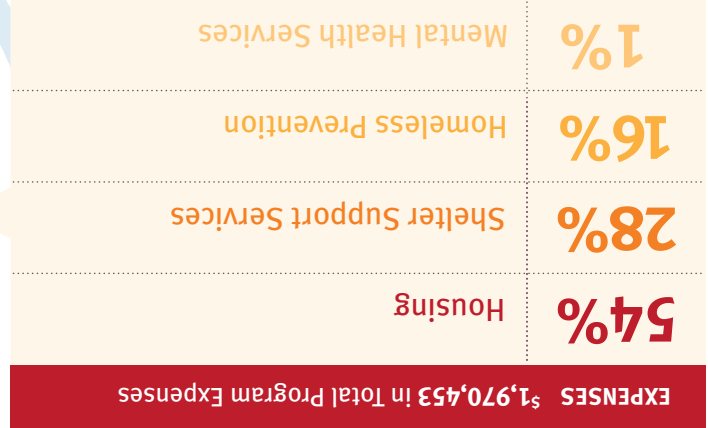 EXPENSES $1,970,453 in Total Program Expenses
54% Housing
28% Shelter Support Services
16% Homeless Prevention
1% Mental Health Services